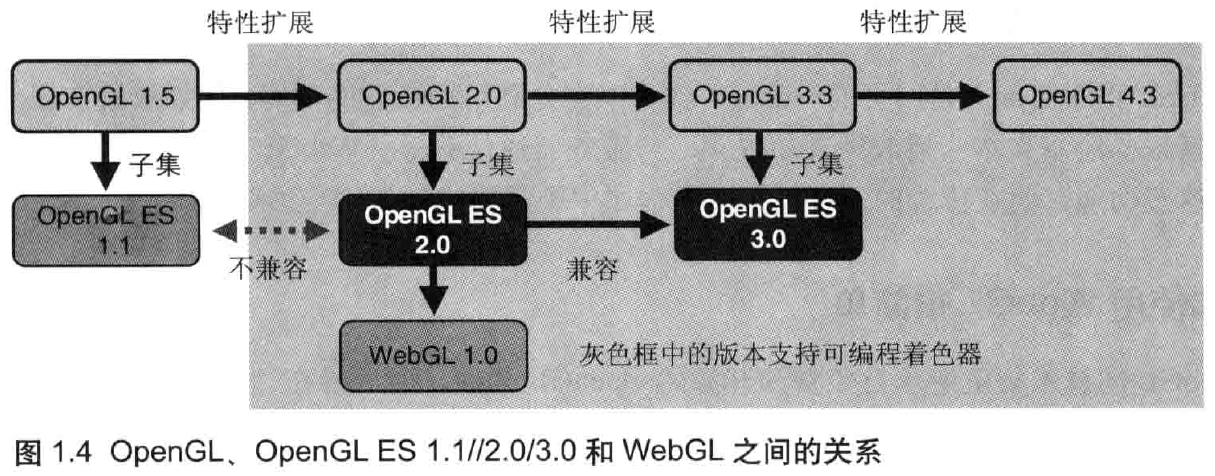 特性扩展 特性扩展 特性扩展
OpenGL 1.5 OpenGL 2.0 OpenGL 3.3 OpenGL 4.3
子集 子集 子集
OpenGL ES
1.1
OpenGL ES
2.0
OpenGL ES
3.0
不兼容 兼容
WebGL 1.0
灰色框中的版本支持可编程着色器
图 1.4 OpenGL、OpenGL ES 1.1//2.0/3.0 和 WebGL 之间的关系